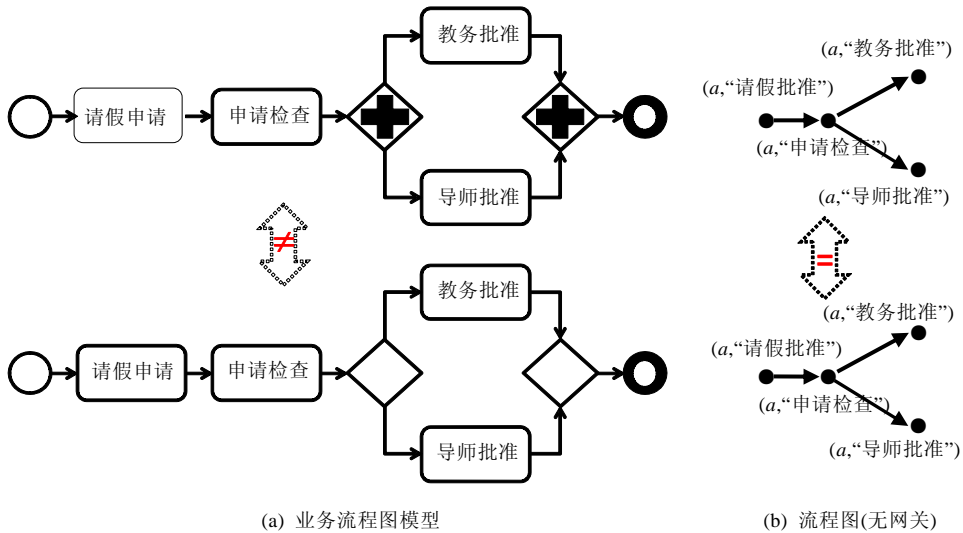 教务批准
请假申请
申请检查
导师批准
≠
教务批准
请假申请
申请检查
导师批准
(a) 业务流程图模型
(a,“教务批准”)
(a,“请假批准”)
(a,“申请检查”)
(a,“导师批准”)
=
(a,“教务批准”)
(a,“请假批准”)
(a,“申请检查”)
(a,“导师批准”)
(b) 流程图(无网关)